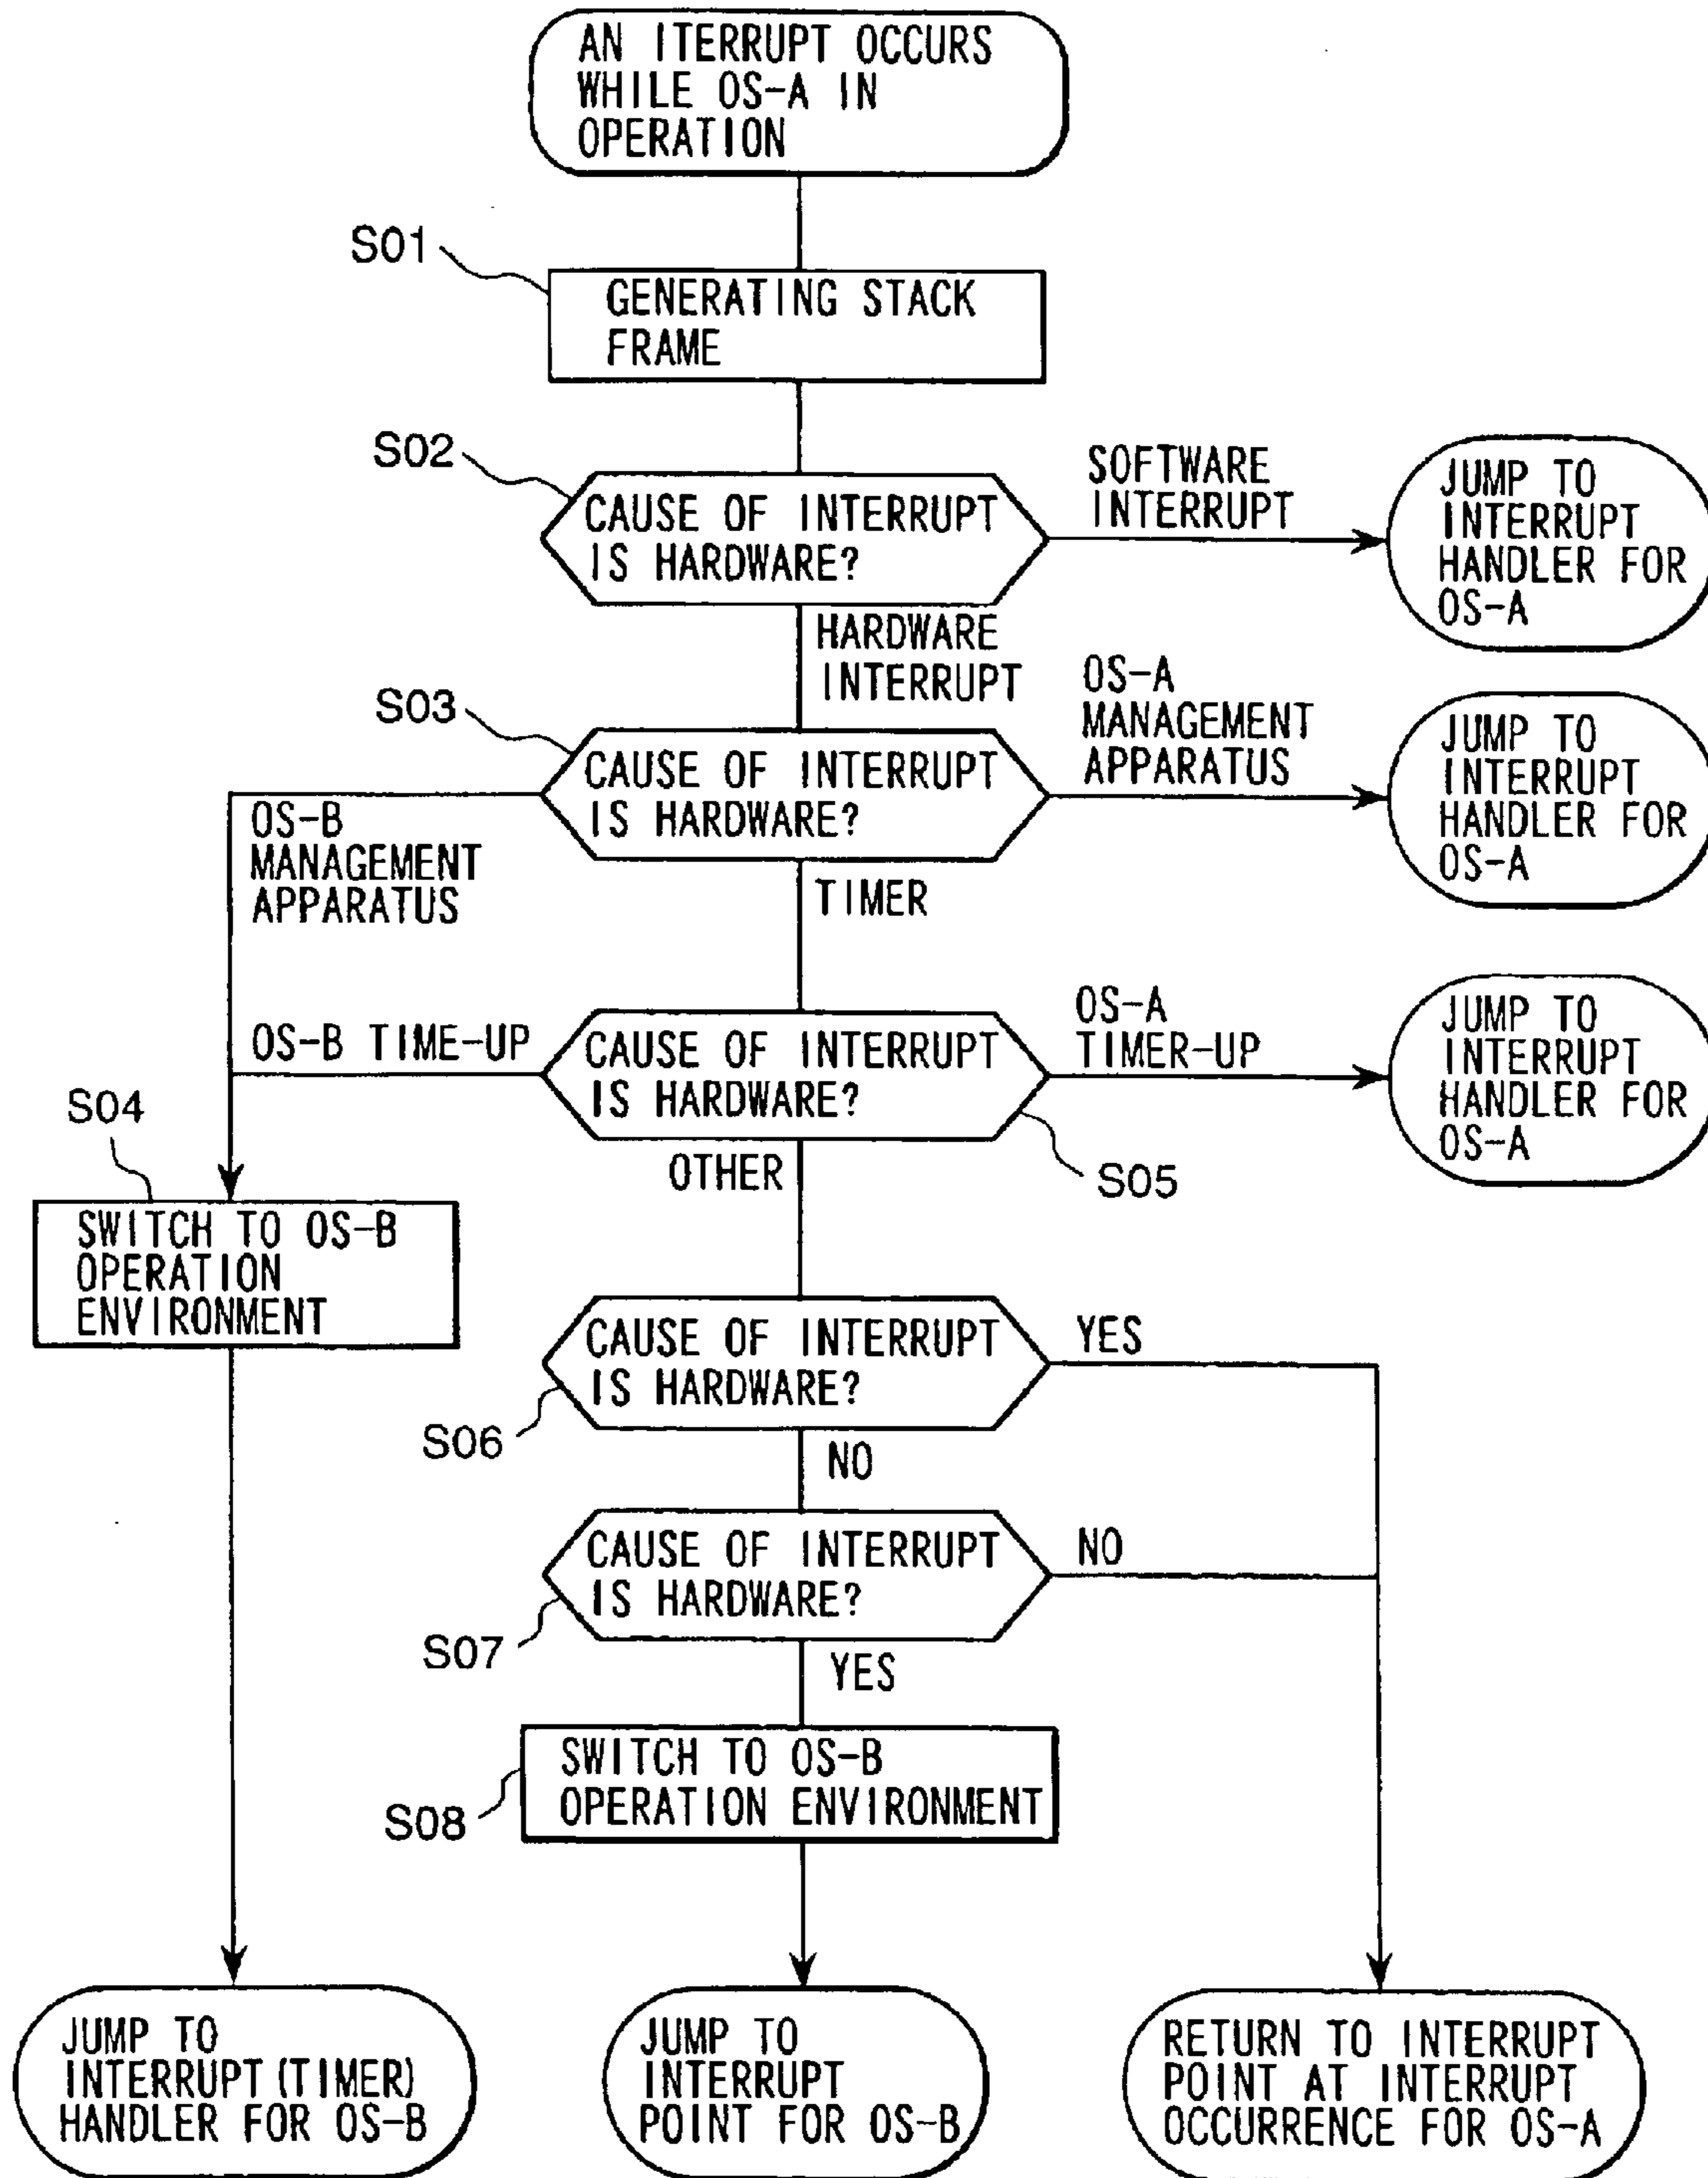 AN ITERRUPT OCCURS
WHILE OS-A IN
OPERATION
S01
GENERATING STACK
FRAME
S02
CAUSE OF INTERRUPT
IS HARDWARE?
SOFTWARE
INTERRUPT
JUMP TO
INTERRUPT
HANDLER FOR
OS-A
HARDWARE
INTERRUPT
S03
CAUSE OF INTERRUPT
IS HARDWARE?
OS-A
MANAGEMENT
APPARATUS
JUMP TO
INTERRUPT
HANDLER FOR
OS-A
OS-B
MANAGEMENT
APPARATUS
TIMER
OS-B TIME-UP
CAUSE OF INTERRUPT
IS HARDWARE?
OS-A
TIMER-UP
JUMP TO
INTERRUPT
HANDLER FOR
OS-A
S04
OTHER
S05
SWITCH TO OS-B
OPERATION
ENVIRONMENT
CAUSE OF INTERRUPT
IS HARDWARE?
YES
S06
NO
CAUSE OF INTERRUPT
IS HARDWARE?
NO
S07
YES
SWITCH TO OS-B
OPERATION ENVIRONMENT
S08
JUMP TO
INTERRUPT(TIMER)
HANDLER FOR OS-B
JUMP TO
INTERRUPT
POINT FOR OS-B
RETURN TO INTERRUPT
POINT AT INTERRUPT
OCCURRENCE FOR OS-A